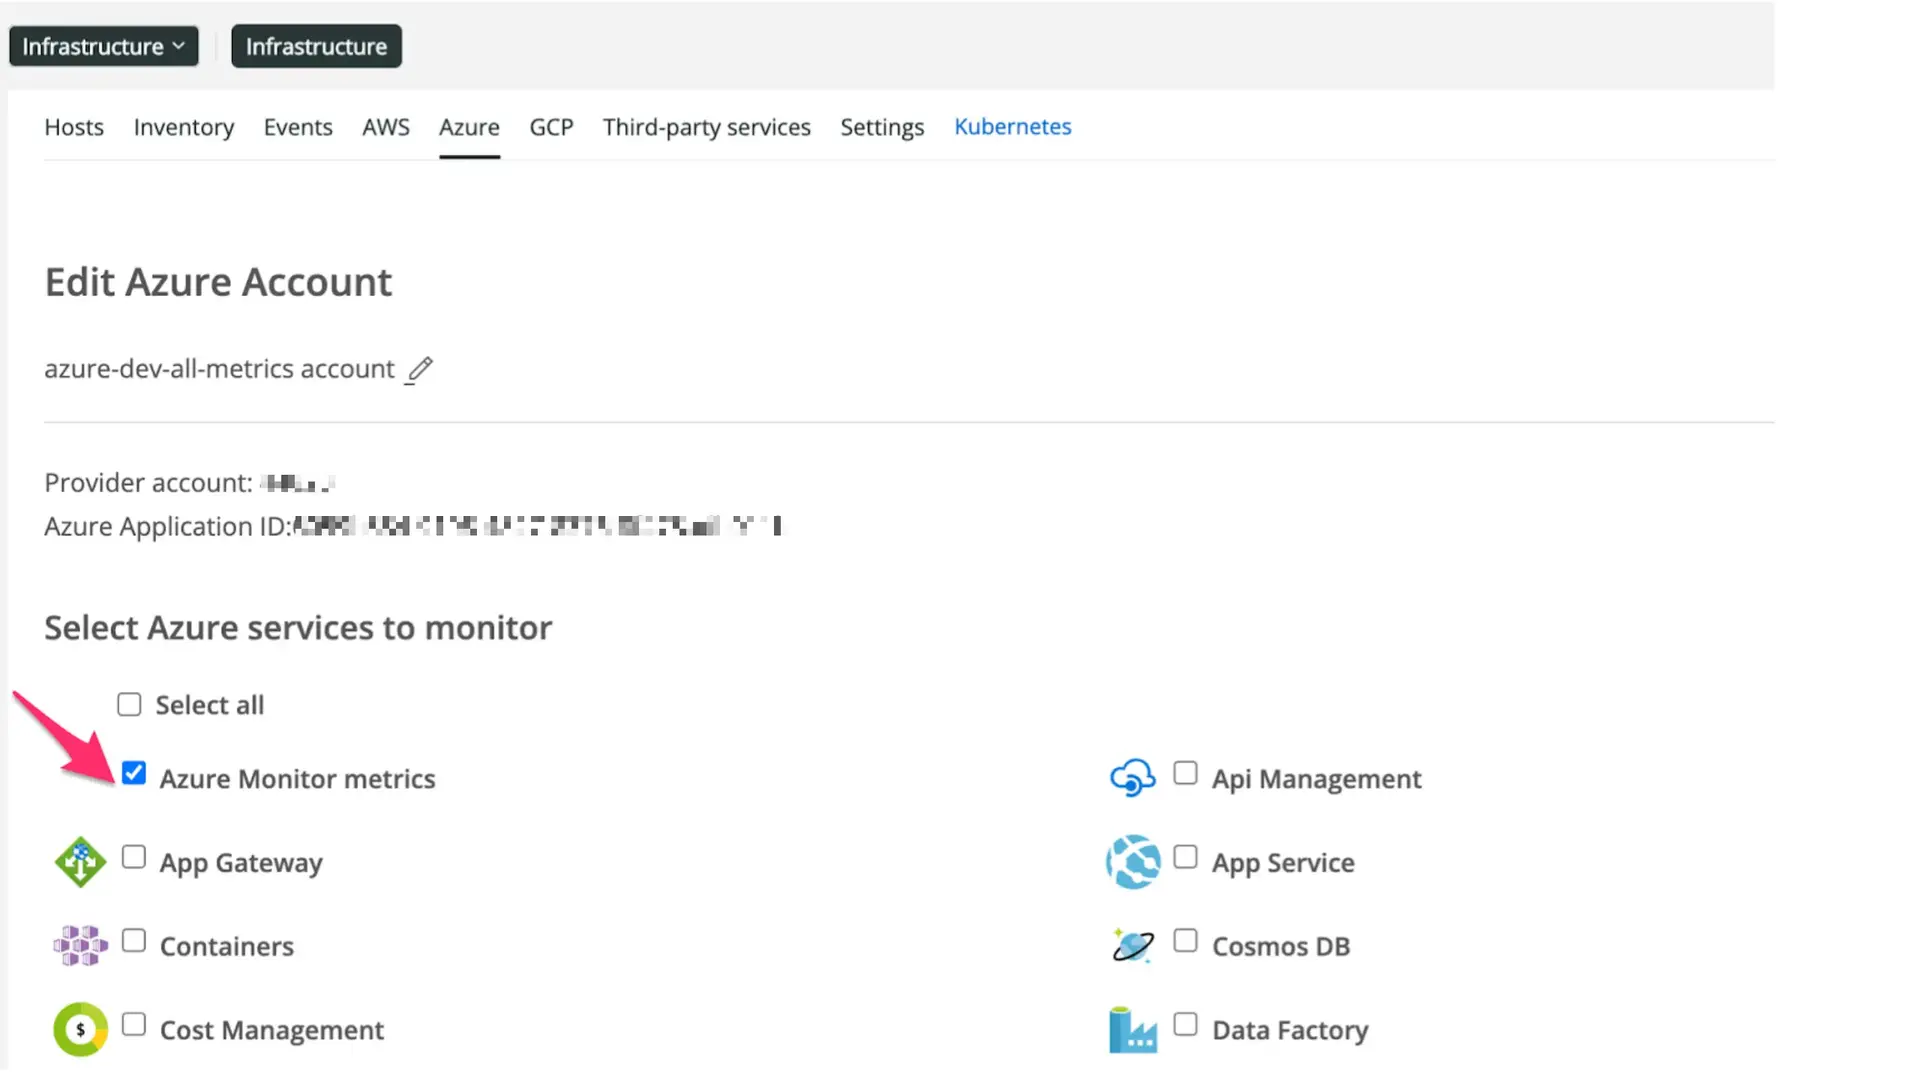 Infrastructure Infrastructure
Hosts Inventory Events AWS Azure GCP Third-party services Settings Kubernetes
Edit Azure Account
azure-dev-all-metrics account
Provider account:
Azure Application ID:
Select Azure services to monitor
Select all
Azure Monitor metrics Api Management
App Gateway App Service
Containers Cosmos DB
$ Cost Management Data Factory